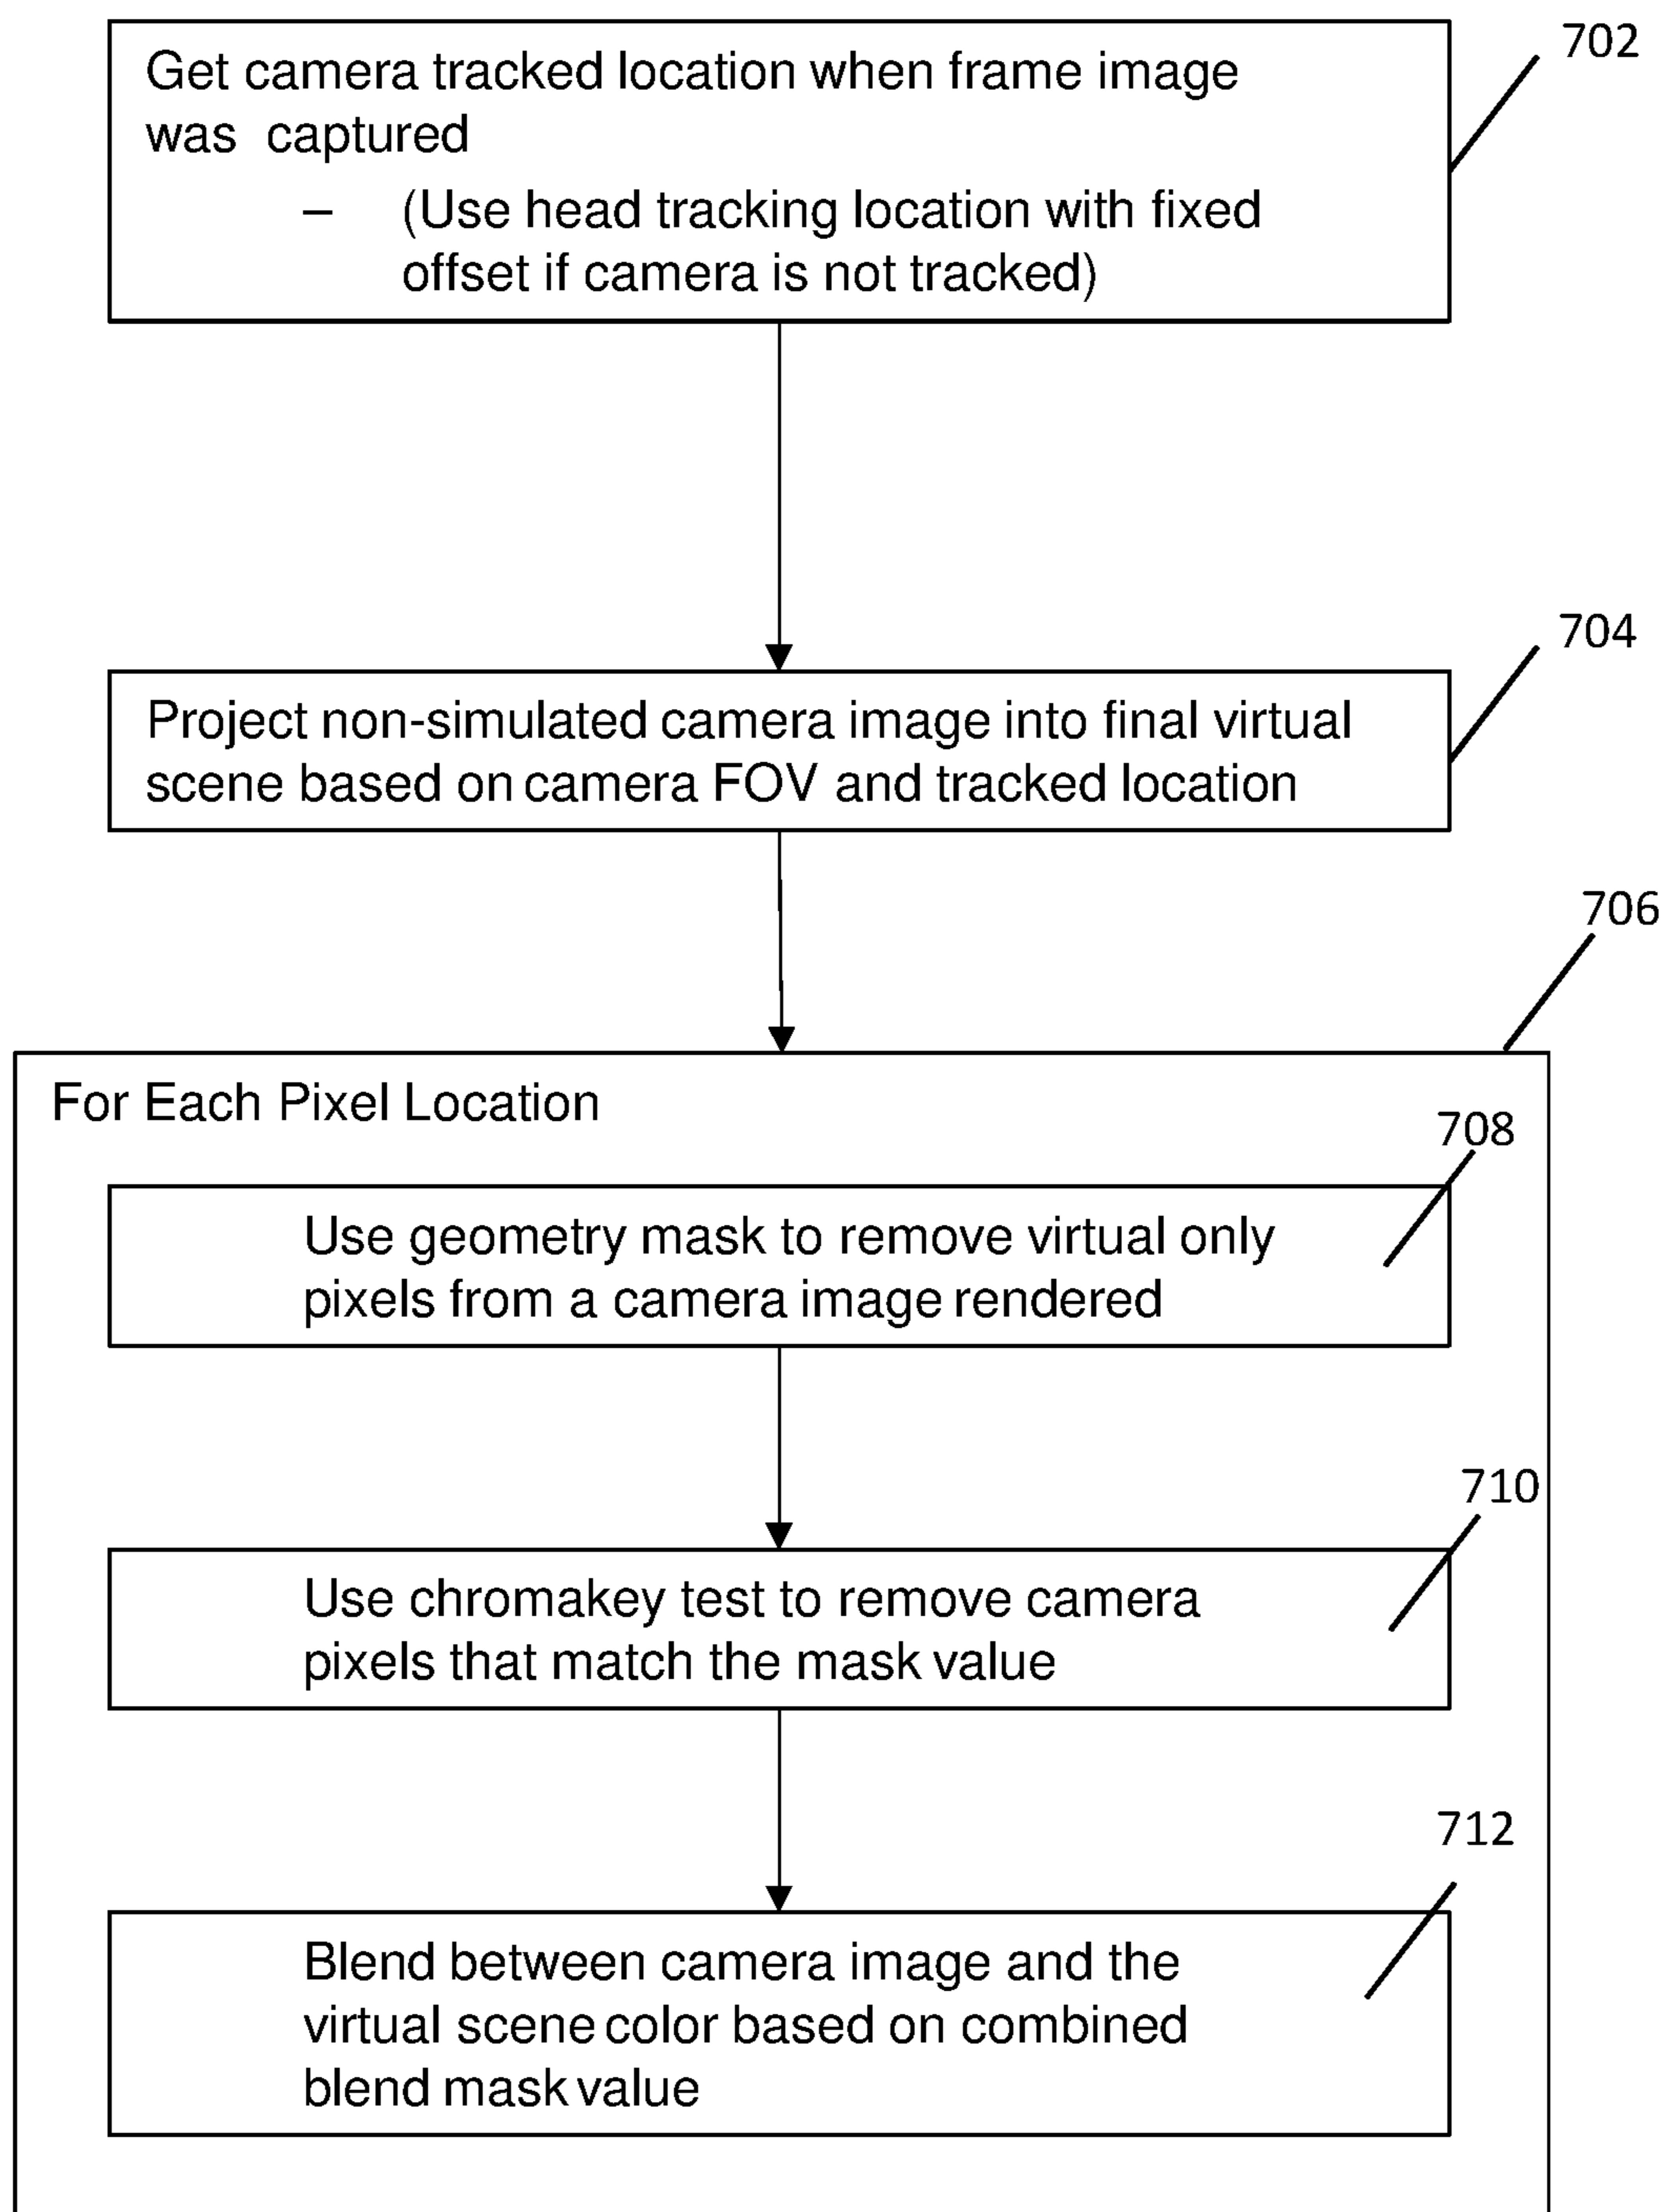 702
Get camera tracked location when frame image
was captured
– (Use head tracking location with fixed
offset if camera is not tracked)
704
Project non-simulated camera image into final virtual
scene based on camera FOV and tracked location
706
For Each Pixel Location
708
Use geometry mask to remove virtual only
pixels from a camera image rendered
710
Use chromakey test to remove camera
pixels that match the mask value
712
Blend between camera image and the
virtual scene color based on combined
blend mask value